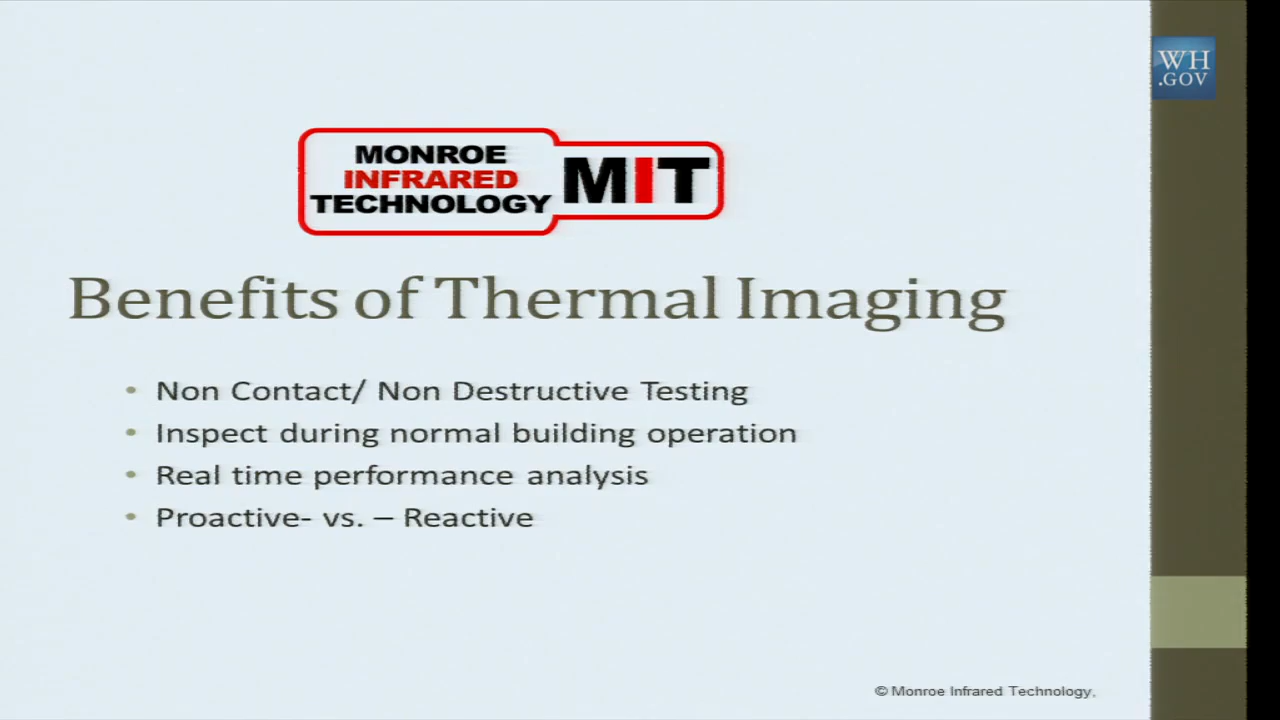 WH
.GOV
MONROE
INFRARED
TECHNOLOGY
MIT
Benefits of Thermal Imaging
• Non Contact/ Non Destructive Testing
• Inspect during normal building operation
• Real time performance analysis
• Proactive- vs. – Reactive
© Monroe Infrared Technology,